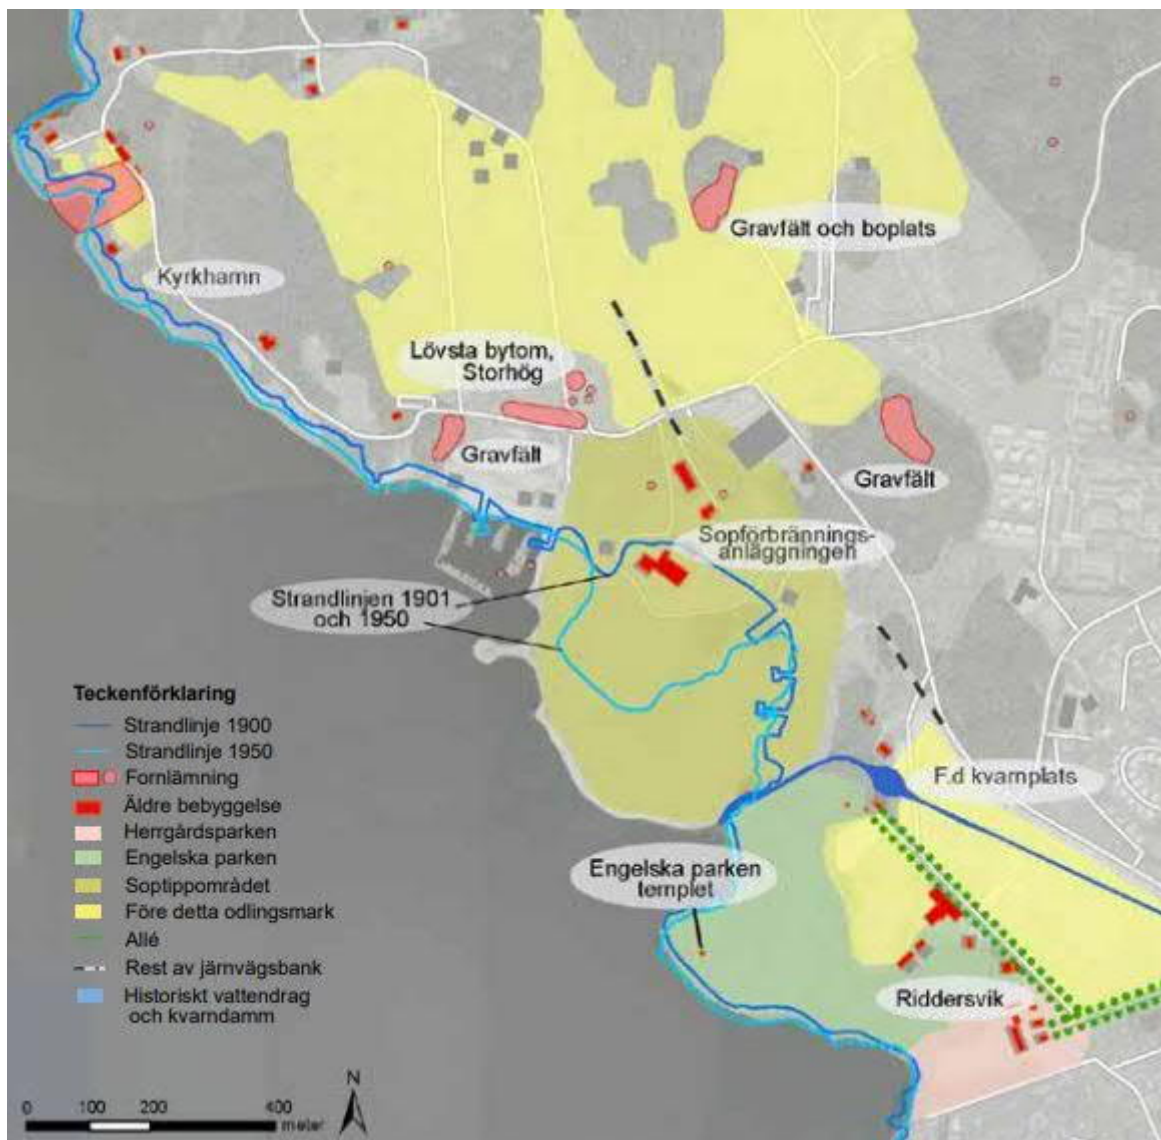 Gravfält och boplats
Kyrkhamn
Lövsta bytom,
Storhög
Gravfält
Gravfält
Sopförbrännings-
anläggningen
Strandlinjen 1901
och 1950
F.d kvarnplats
Engelska parken
templet
Riddersvik
Teckenförklaring
Strandlinje 1900
Strandlinje 1950
Fornlämning
Äldre bebyggelse
Herrgårdsparken
Engelska parken
Soptippområdet
Före detta odlingsmark
Allé
Rest av järnvägsbank
Historiskt vattendrag
och kvarndamm
N
0 100 200 400
meter